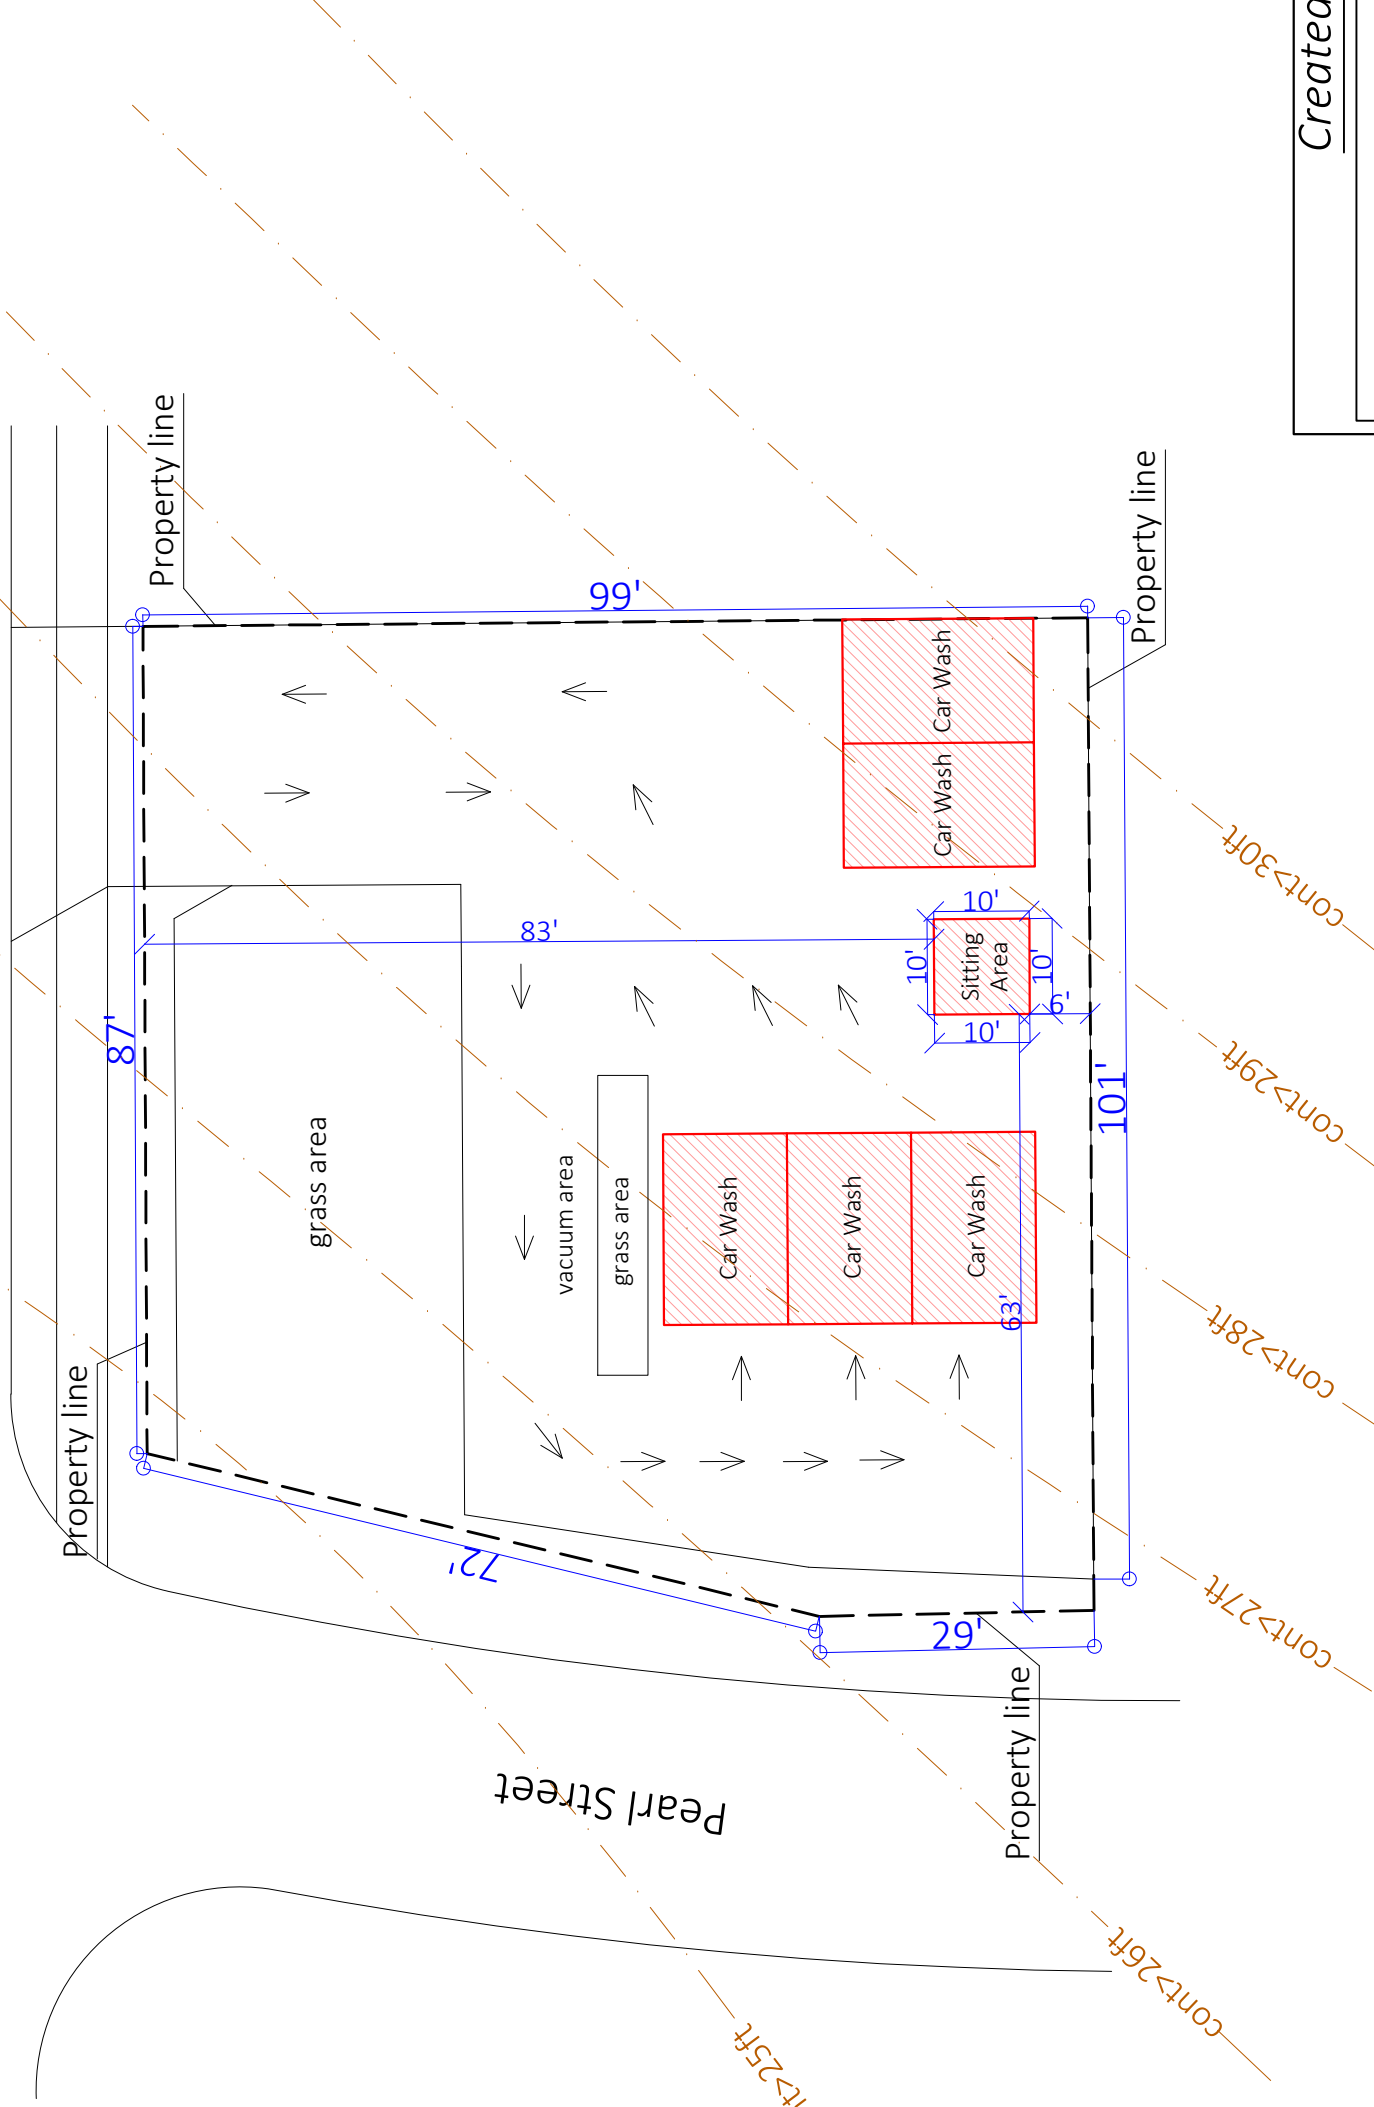 Created
Property line
Property line
99'
Car Wash
Car Wash
cont>30ft
83'
10'
10'
Sitting
Area
10'
6'
10'
87'
101'
cont>29ft
grass area
vacuum area
grass area
Car Wash
Car Wash
Car Wash
63'
cont>28ft
Property line
72'
29'
cont>27ft
Property line
Pearl Street
cont>26ft
t>25ft